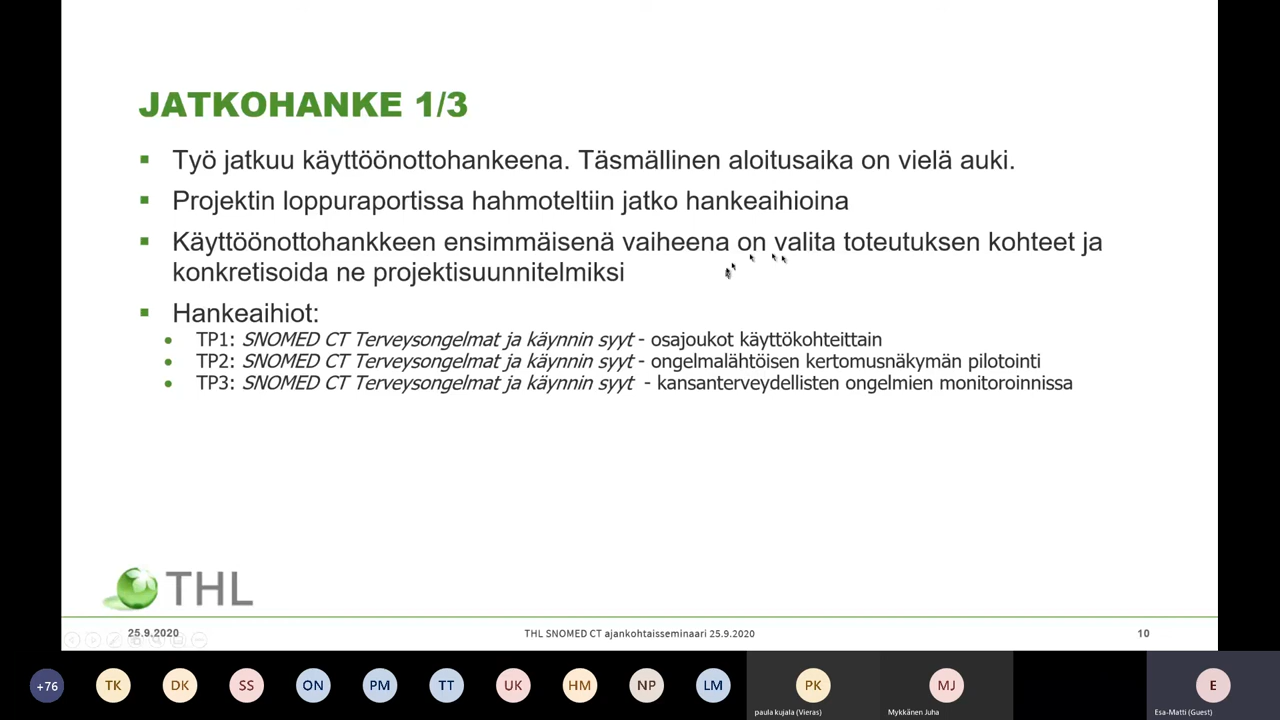 JATKOHANKE 1/3
Työ jatkuu käyttöönottohankeena. Täsmällinen aloitusaika on vielä auki.
Projektin loppuraportissa hahmoteltiin jatko hankeaihioina
Käyttöönottohankkeen ensimmäisenä vaiheena on valita toteutuksen kohteet ja
konkretisoida ne projektisuunnitelmiksi
Hankeaihiot:
TP1: SNOMED CT Terveysongelmat ja käynnin syyt - osajoukot käyttökohteittain
TP2: SNOMED CT Terveysongelmat ja käynnin syyt - ongelmalähtöisen kertomusnäkymän pilotointi
TP3: SNOMED CT Terveysongelmat ja käynnin syyt - kansanterveydellisten ongelmien monitoroinnissa
THL
25.9.2020 THL SNOMED CT ajankohtaisseminaari 25.9.2020 10
+76 TK DK SS ON PM TT UK HM NP LM PK MJ E
paula kujala (Vieras) Mykkänen Juha Esa-Matti (Guest)